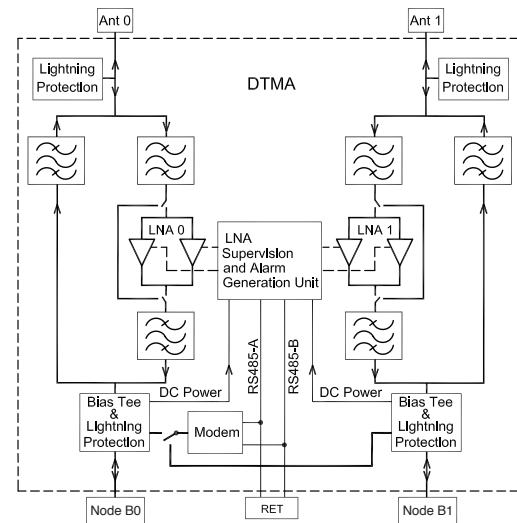 Ant 0
Ant 1
Lightning
Protection
DTMA
Lightning
Protection
LNA 0
LNA
Supervision
and Alarm
Generation Unit
LNA 1
DC Power
RS485-A
RS485-B
DC Power
Bias Tee
&
Lightning
Protection
Modem
Bias Tee
&
Lightning
Protection
Node B0
RET
Node B1